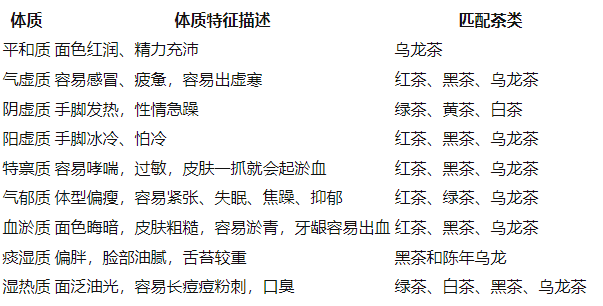 体质 体质特征描述 匹配茶类
平和质 面色红润、精力充沛 乌龙茶
气虚质 容易感冒、疲惫，容易出虚寒 红茶、黑茶、乌龙茶
阴虚质 手脚发热，性情急躁 绿茶、黄茶、白茶
阳虚质 手脚冰冷、怕冷 红茶、黑茶、乌龙茶
特禀质 容易哮喘，过敏，皮肤一抓就会起淤血 红茶、黑茶、乌龙茶
气郁质 体型偏瘦，容易紧张、失眠、焦躁、抑郁 红茶、绿茶、乌龙茶
血淤质 面色晦暗，皮肤粗糙，容易淤青，牙龈容易出血 红茶、黑茶、乌龙茶
痰湿质 偏胖，脸部油腻，舌苔较重 黑茶和陈年乌龙
湿热质 面泛油光，容易长痘痘粉刺，口臭 绿茶、白茶、黑茶、乌龙茶